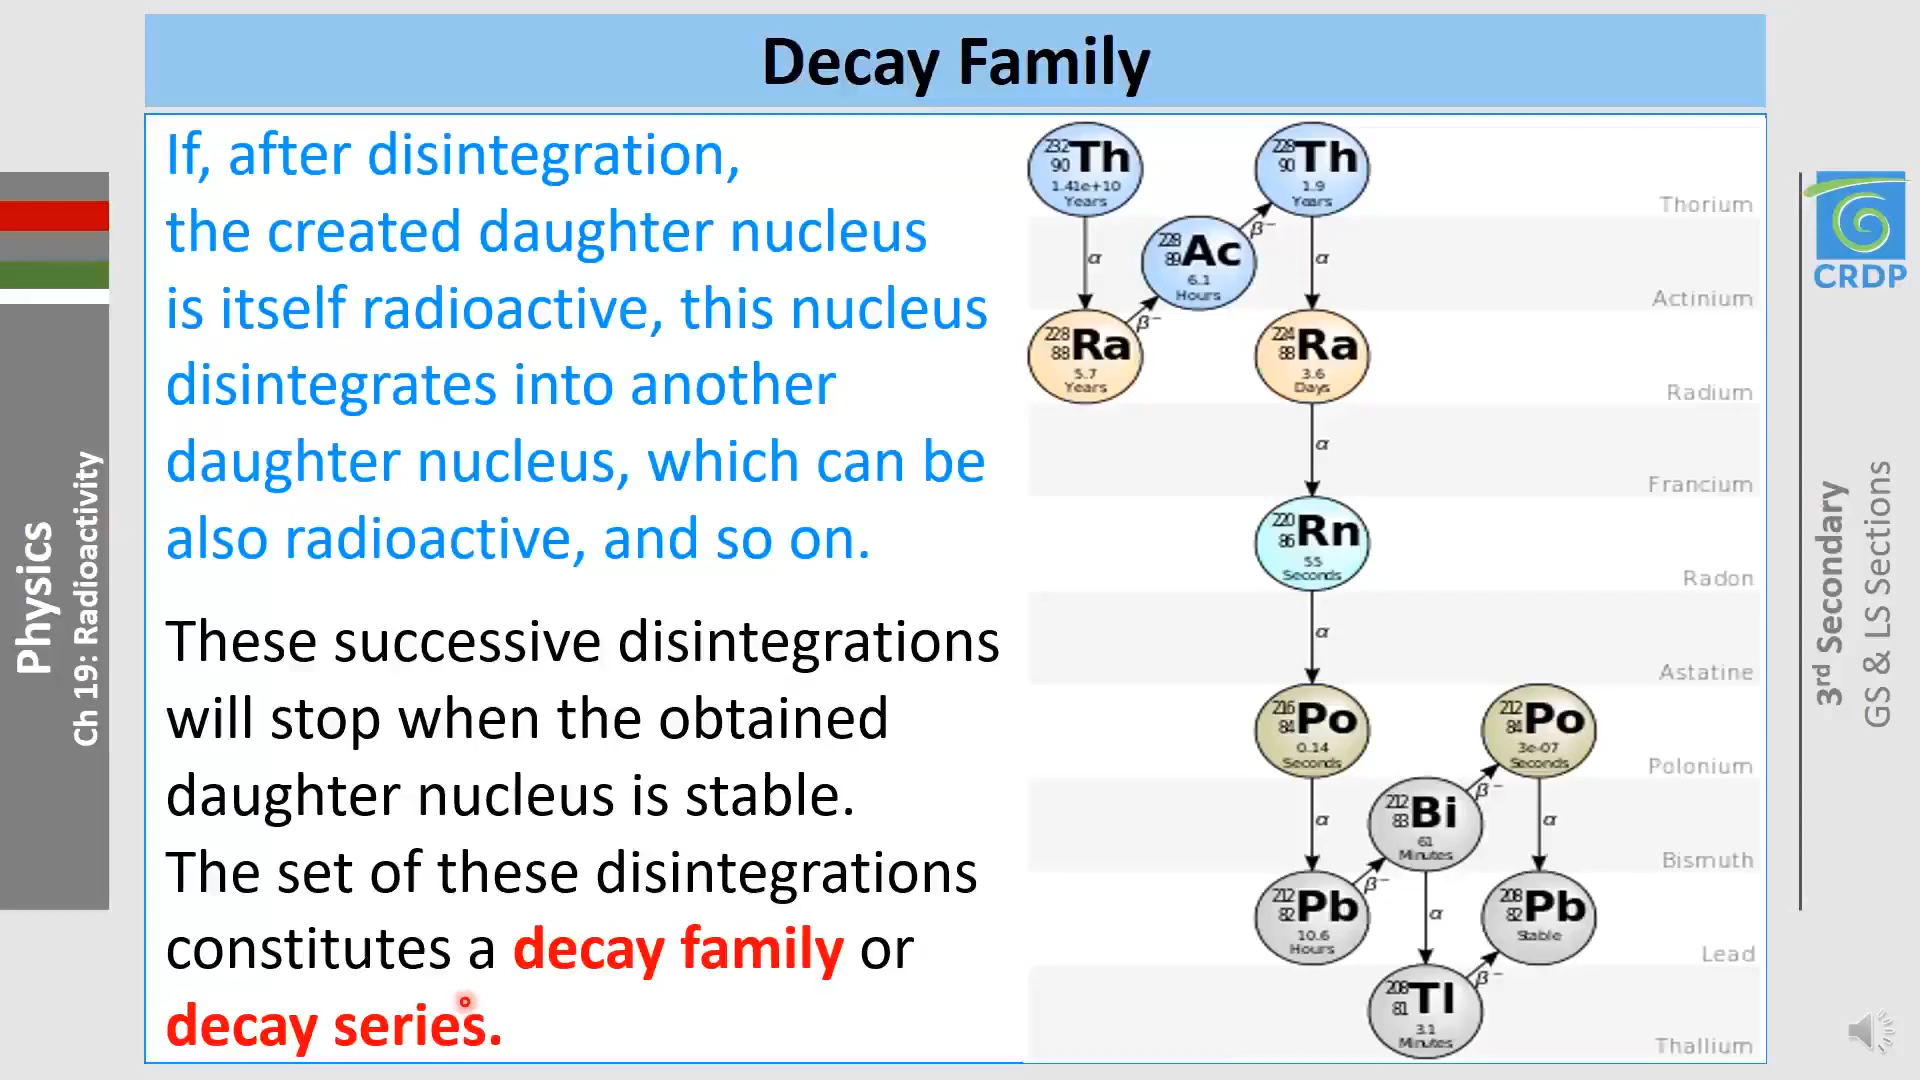 Decay Family
If, after disintegration,
the created daughter nucleus
is itself radioactive, this nucleus
disintegrates into another
daughter nucleus, which can be
also radioactive, and so on.
These successive disintegrations
will stop when the obtained
daughter nucleus is stable.
The set of these disintegrations
constitutes a decay family or
decay series.
232 90 Th
1.41e+10
Years
228 90 Th
1.9
Years
Thorium
α
β⁻
α
228 89 Ac
6.1
Hours
Actinium
β⁻
228 88 Ra
5.7
Years
224 88 Ra
3.6
Days
Radium
α
Francium
220 86 Rn
55
Seconds
Radon
α
Astatine
216 84 Po
0.14
Seconds
212 84 Po
3e-07
Seconds
Polonium
α
β⁻
α
212 83 Bi
61
Minutes
Bismuth
β⁻
α
212 82 Pb
10.6
Hours
208 82 Pb
Stable
Lead
β⁻
208 81 Tl
3.1
Minutes
Thallium
Physics
Ch 19: Radioactivity
CRDP
3rd Secondary
GS & LS Sections